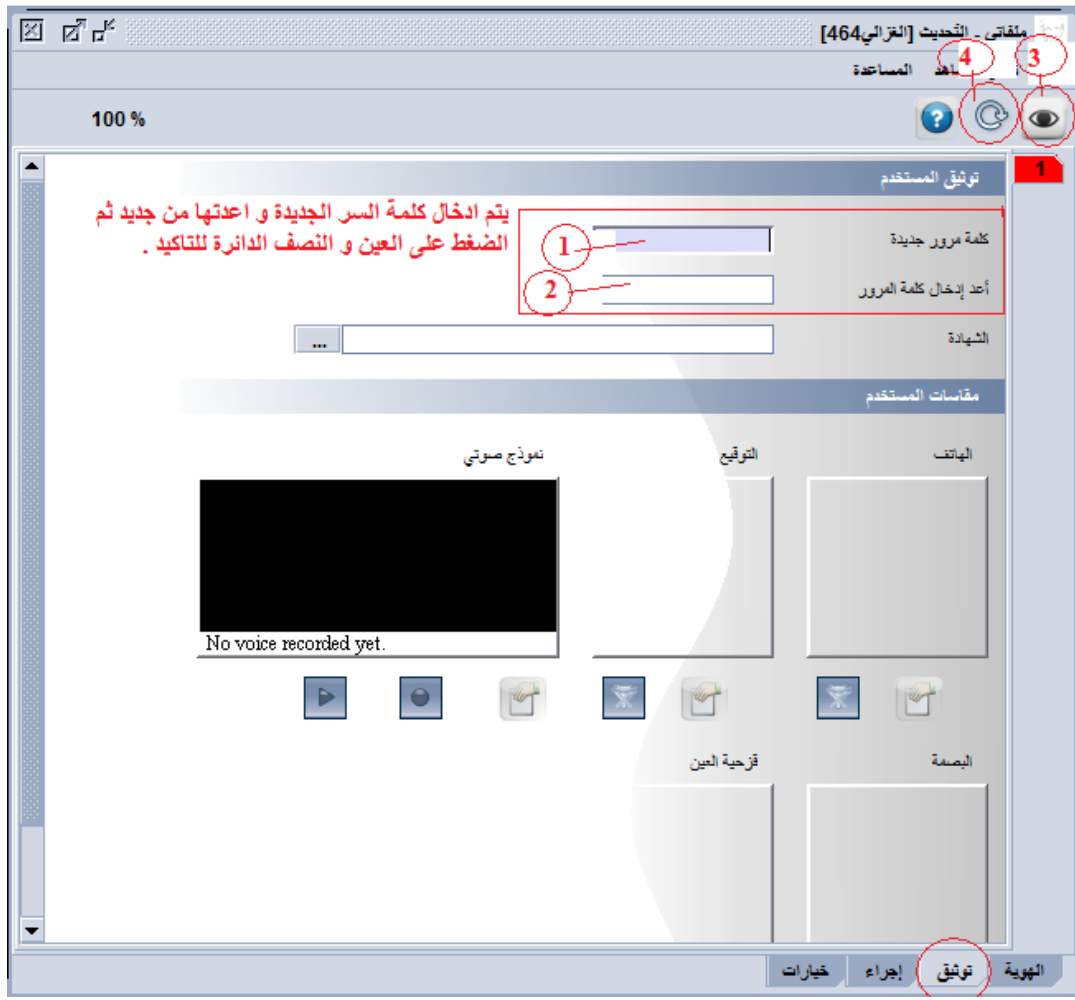 ملفاتي - التحديث [الغزالي464]
المساعدة
4
3
100 %
1
توثيق المستخدم
يتم ادخال كلمة السر الجديدة و اعدتها من جديد ثم
الضغط على العين و النصف الدائرة للتاكيد .
كلمة مرور جديدة
1
أعد إدخال كلمة المرور
2
الشهادة
...
مقاسات المستخدم
الهاتف
التوقيع
نموذج صوتي
No voice recorded yet.
البصمة
قزحية العين
الهوية
توثيق
إجراء
خيارات